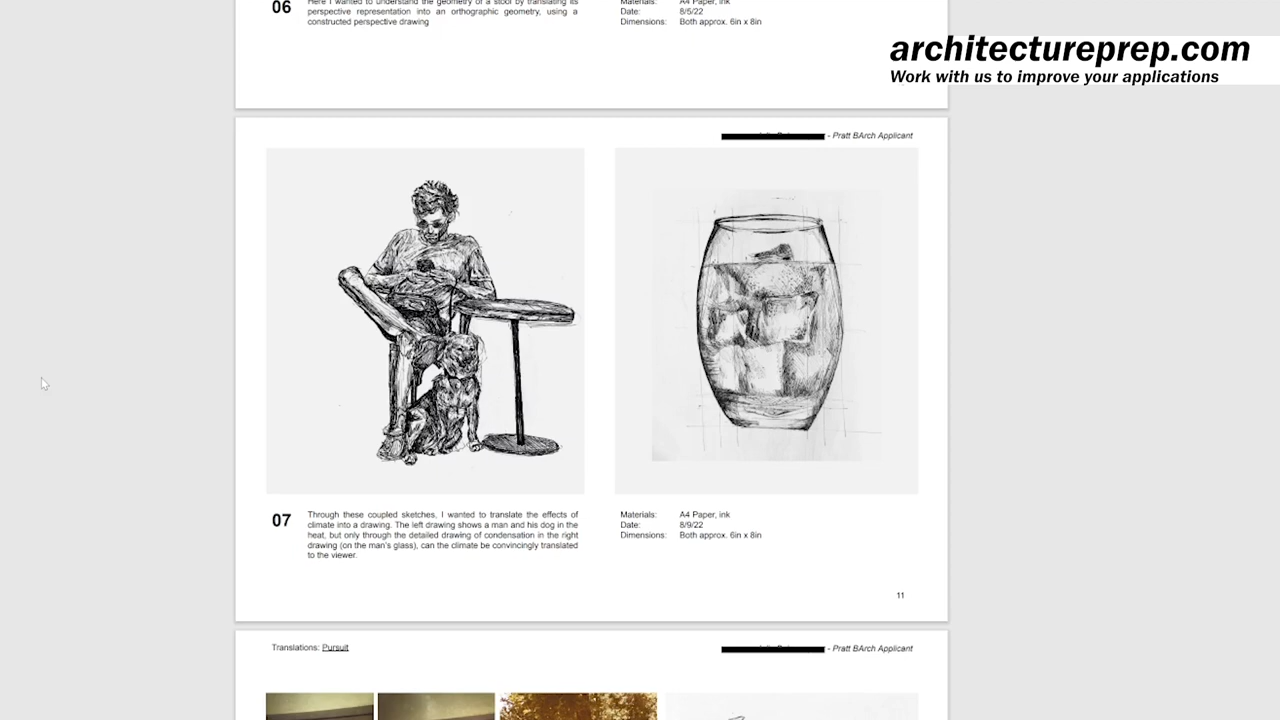 06
Here I wanted to understand the geometry of a stool by translating its
perspective representation into an orthographic geometry, using a
constructed perspective drawing
Materials: A4 Paper, ink
Date: 8/5/22
Dimensions: Both approx. 6in x 8in
architectureprep.com
Work with us to improve your applications
- Pratt BArch Applicant
07
Through these coupled sketches, I wanted to translate the effects of
climate into a drawing. The left drawing shows a man and his dog in the
heat, but only through the detailed drawing of condensation in the right
drawing (on the man's glass), can the climate be convincingly translated
to the viewer.
Materials: A4 Paper, ink
Date: 8/9/22
Dimensions: Both approx. 6in x 8in
11
Translations: Pursuit
- Pratt BArch Applicant